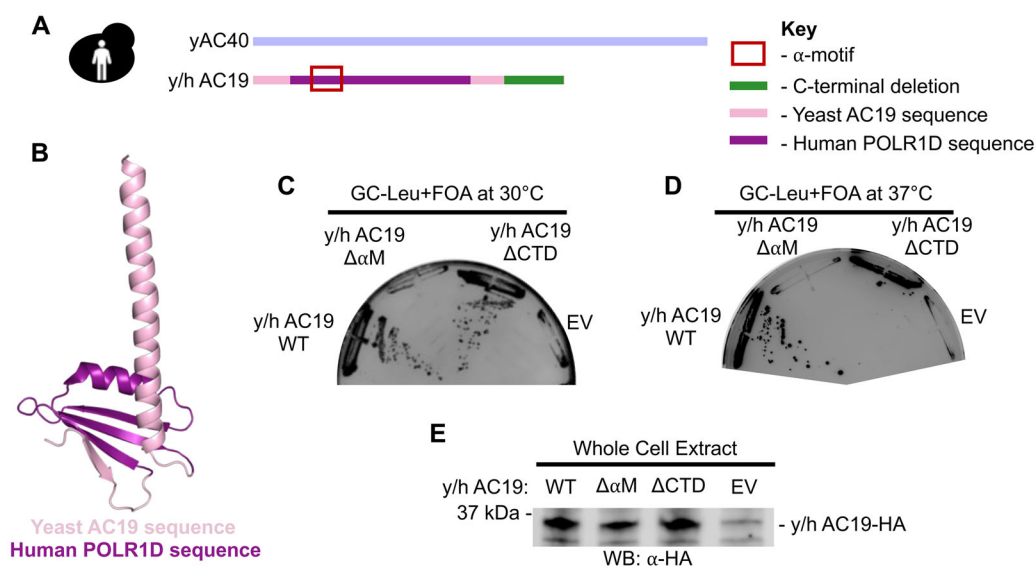 A
yAC40
y/h AC19
Key
- α-motif
- C-terminal deletion
- Yeast AC19 sequence
- Human POLR1D sequence
B
Yeast AC19 sequence
Human POLR1D sequence
C
GC-Leu+FOA at 30°C
y/h AC19
ΔαM
y/h AC19
ΔCTD
y/h AC19
WT
EV
D
GC-Leu+FOA at 37°C
y/h AC19
ΔαM
y/h AC19
ΔCTD
y/h AC19
WT
EV
E
Whole Cell Extract
y/h AC19: WT ΔαM ΔCTD EV
37 kDa -
- y/h AC19-HA
WB: α-HA